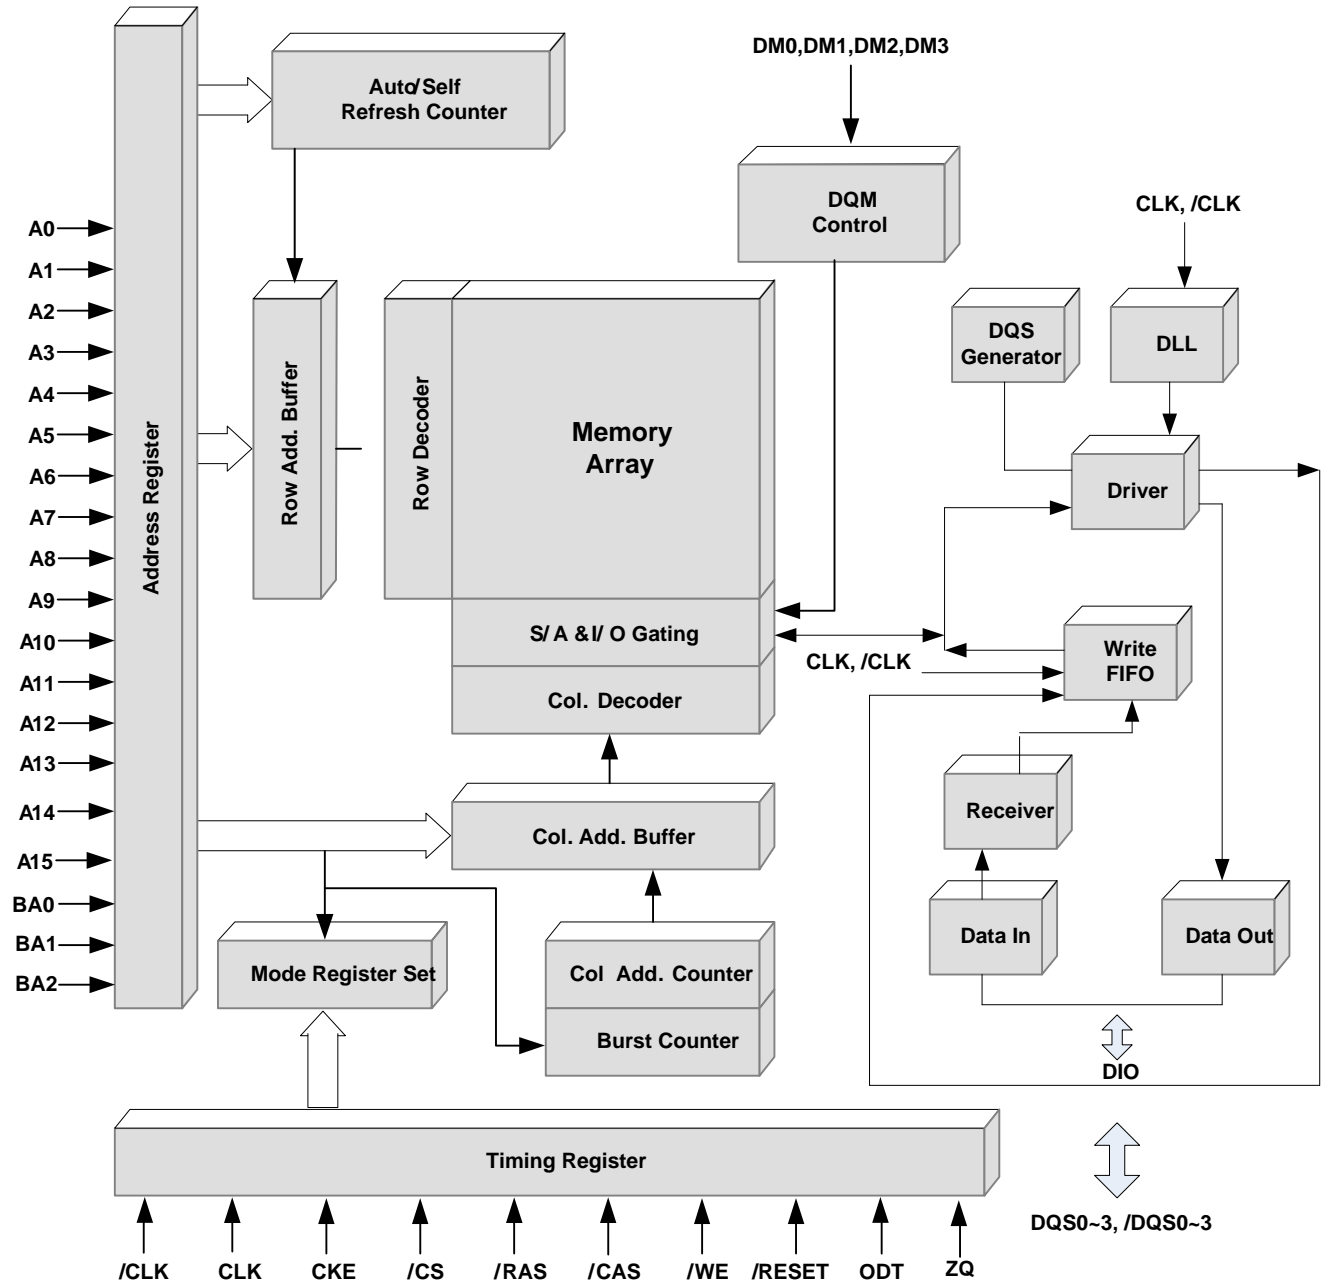 DM0,DM1,DM2,DM3
Auto/Self
Refresh Counter
DQM
Control
CLK, /CLK
A0
A1
A2
A3
A4
A5
A6
A7
A8
A9
A10
A11
A12
A13
A14
A15
BA0
BA1
BA2
Address Register
Row Add. Buffer
Row Decoder
Memory
Array
DQS
Generator
DLL
Driver
S/ A & I/ O Gating
CLK, /CLK
Write
FIFO
Col. Decoder
Receiver
Col. Add. Buffer
Data In
Data Out
Mode Register Set
Col Add. Counter
Burst Counter
DIO
Timing Register
DQS0~3, /DQS0~3
/CLK
CLK
CKE
/CS
/RAS
/CAS
/WE
/RESET
ODT
ZQ